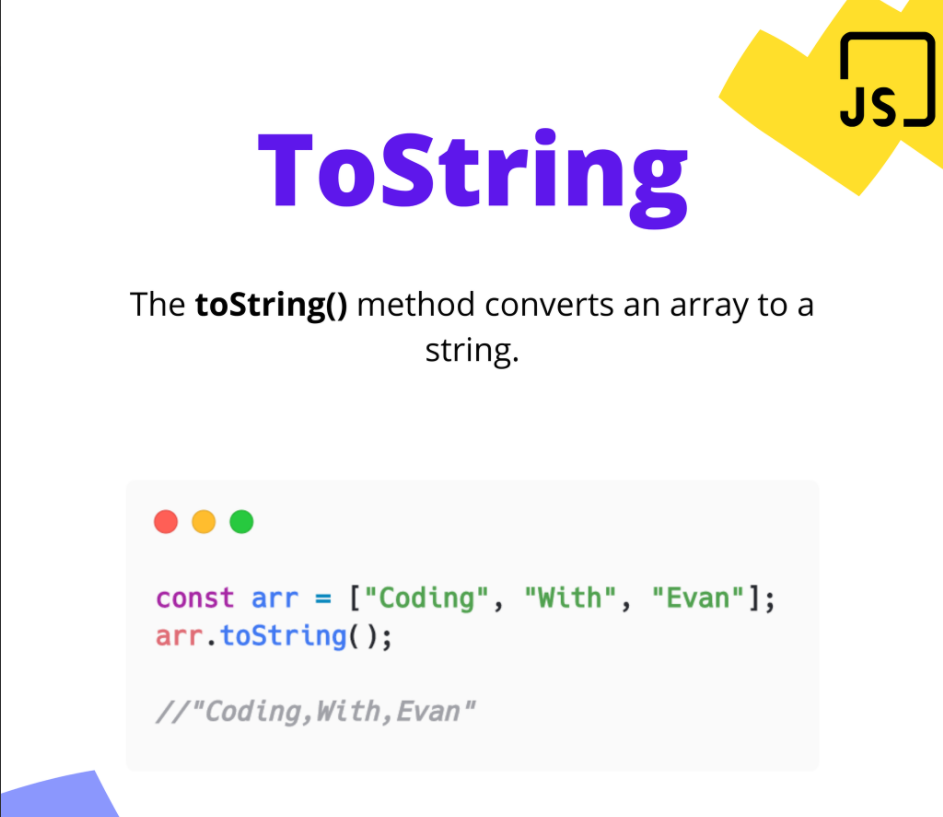 JS
ToString
The toString() method converts an array to a
string.
const arr = ["Coding", "With", "Evan"];
arr.toString();
//"Coding,With,Evan"